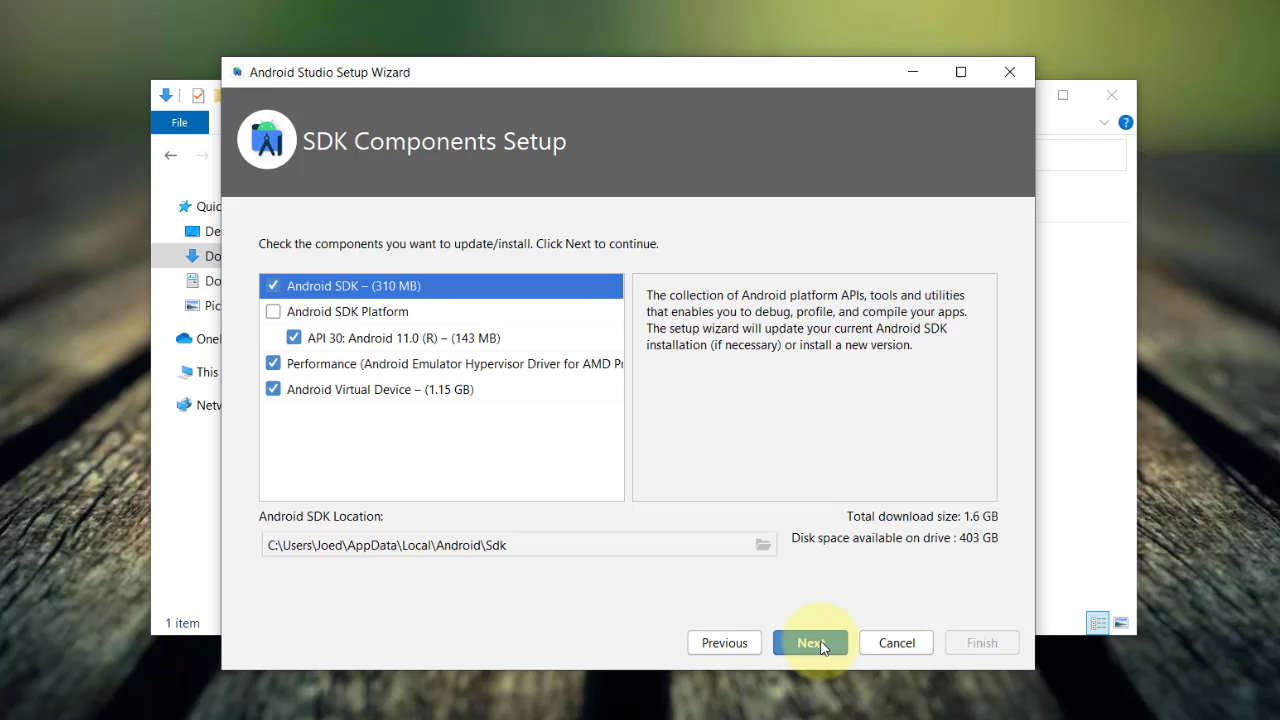 Android Studio Setup Wizard
File
SDK Components Setup
Check the components you want to update/install. Click Next to continue.
Android SDK – (310 MB)
Android SDK Platform
API 30: Android 11.0 (R) – (143 MB)
Performance (Android Emulator Hypervisor Driver for AMD Pr
Android Virtual Device – (1.15 GB)
The collection of Android platform APIs, tools and utilities
that enables you to debug, profile, and compile your apps.
The setup wizard will update your current Android SDK
installation (if necessary) or install a new version.
Quic
De
Do
Do
Pic
One
This
Netw
Android SDK Location:
C:\Users\Joed\AppData\Local\Android\Sdk
Total download size: 1.6 GB
Disk space available on drive : 403 GB
1 item
Previous
Next
Cancel
Finish